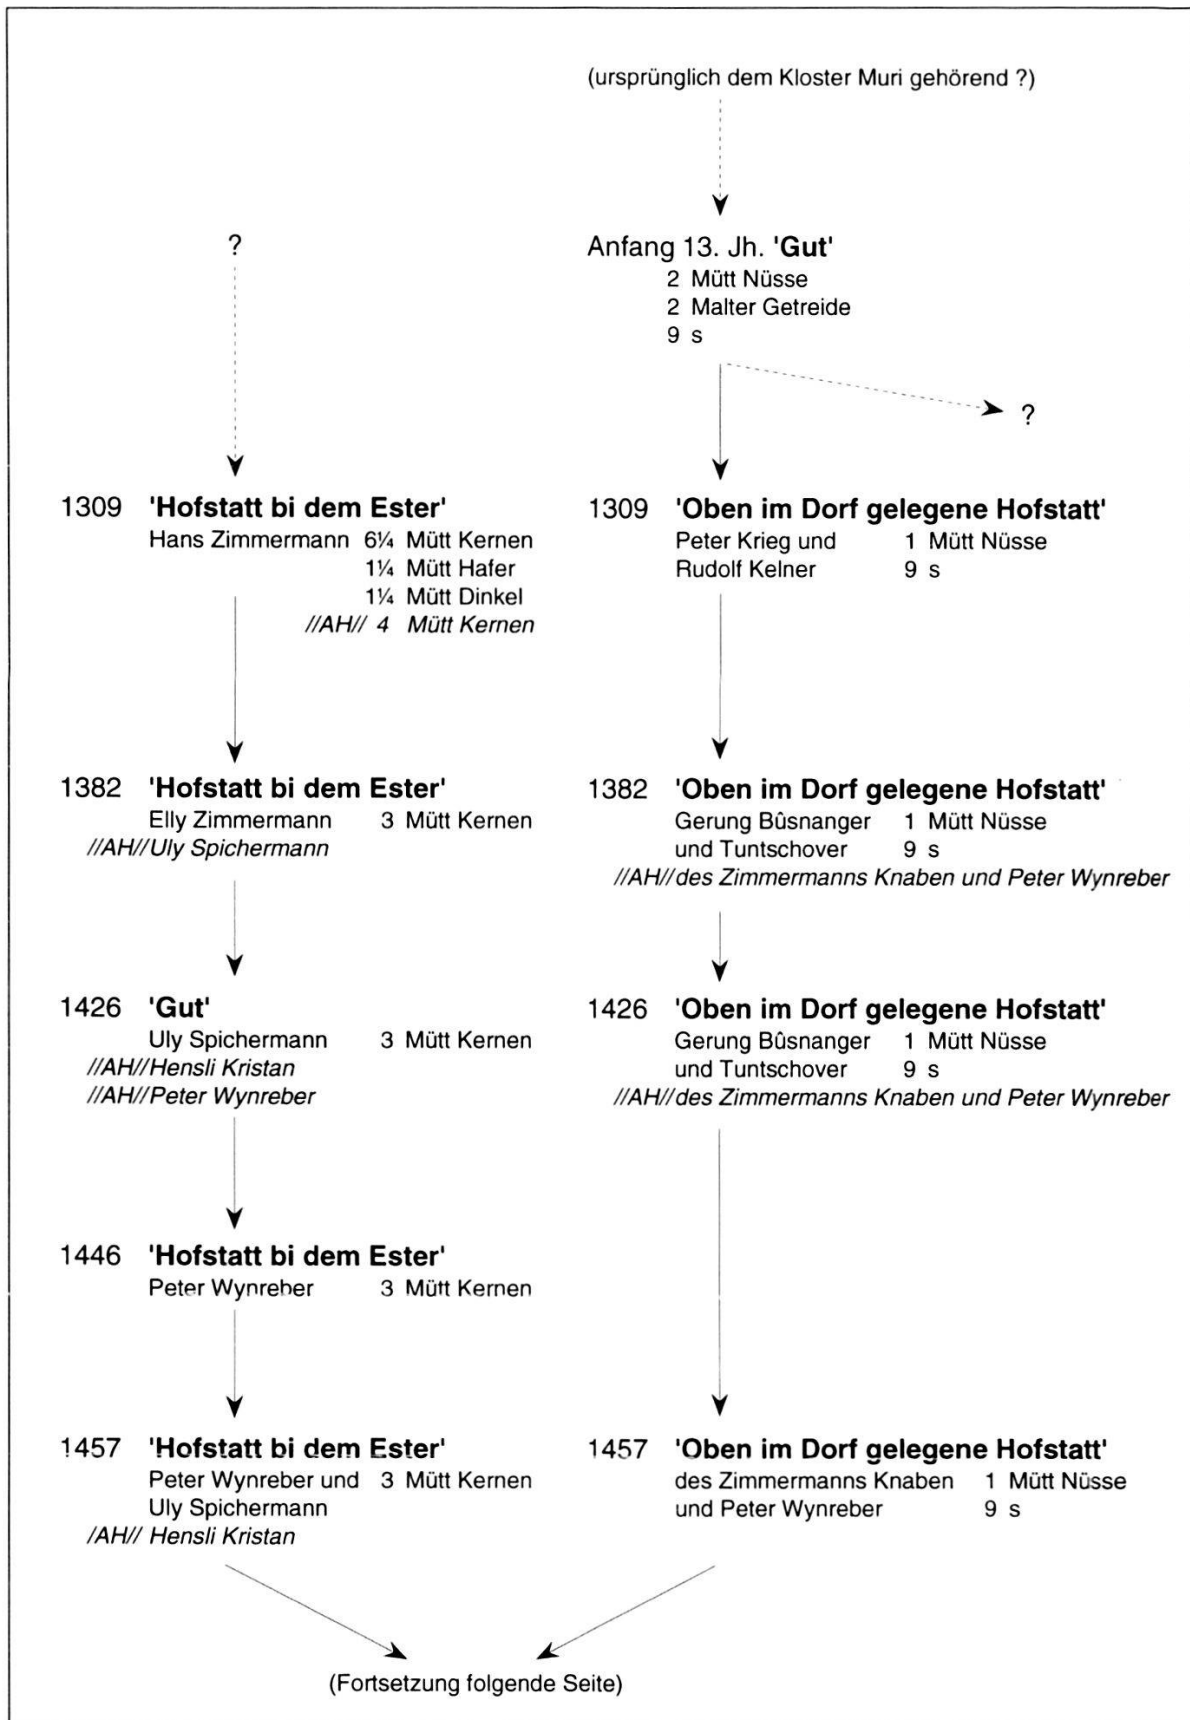 (ursprünglich dem Kloster Muri gehörend ?)
?
Anfang 13. Jh. 'Gut'
2 Mütt Nüsse
2 Malter Getreide
9 s
?
1309 'Hofstatt bi dem Ester'
Hans Zimmermann 6¼ Mütt Kernen
1¼ Mütt Hafer
1¼ Mütt Dinkel
//AH// 4 Mütt Kernen
1309 'Oben im Dorf gelegene Hofstatt'
Peter Krieg und 1 Mütt Nüsse
Rudolf Kelner 9 s
1382 'Hofstatt bi dem Ester'
Elly Zimmermann 3 Mütt Kernen
//AH//Uly Spichermann
1382 'Oben im Dorf gelegene Hofstatt'
Gerung Bûsnanger 1 Mütt Nüsse
und Tuntschover 9 s
//AH//des Zimmermanns Knaben und Peter Wynreber
1426 'Gut'
Uly Spichermann 3 Mütt Kernen
//AH//Hensli Kristan
//AH//Peter Wynreber
1426 'Oben im Dorf gelegene Hofstatt'
Gerung Bûsnanger 1 Mütt Nüsse
und Tuntschover 9 s
//AH//des Zimmermanns Knaben und Peter Wynreber
1446 'Hofstatt bi dem Ester'
Peter Wynreber 3 Mütt Kernen
1457 'Hofstatt bi dem Ester'
Peter Wynreber und 3 Mütt Kernen
Uly Spichermann
/AH// Hensli Kristan
1457 'Oben im Dorf gelegene Hofstatt'
des Zimmermanns Knaben 1 Mütt Nüsse
und Peter Wynreber 9 s
(Fortsetzung folgende Seite)